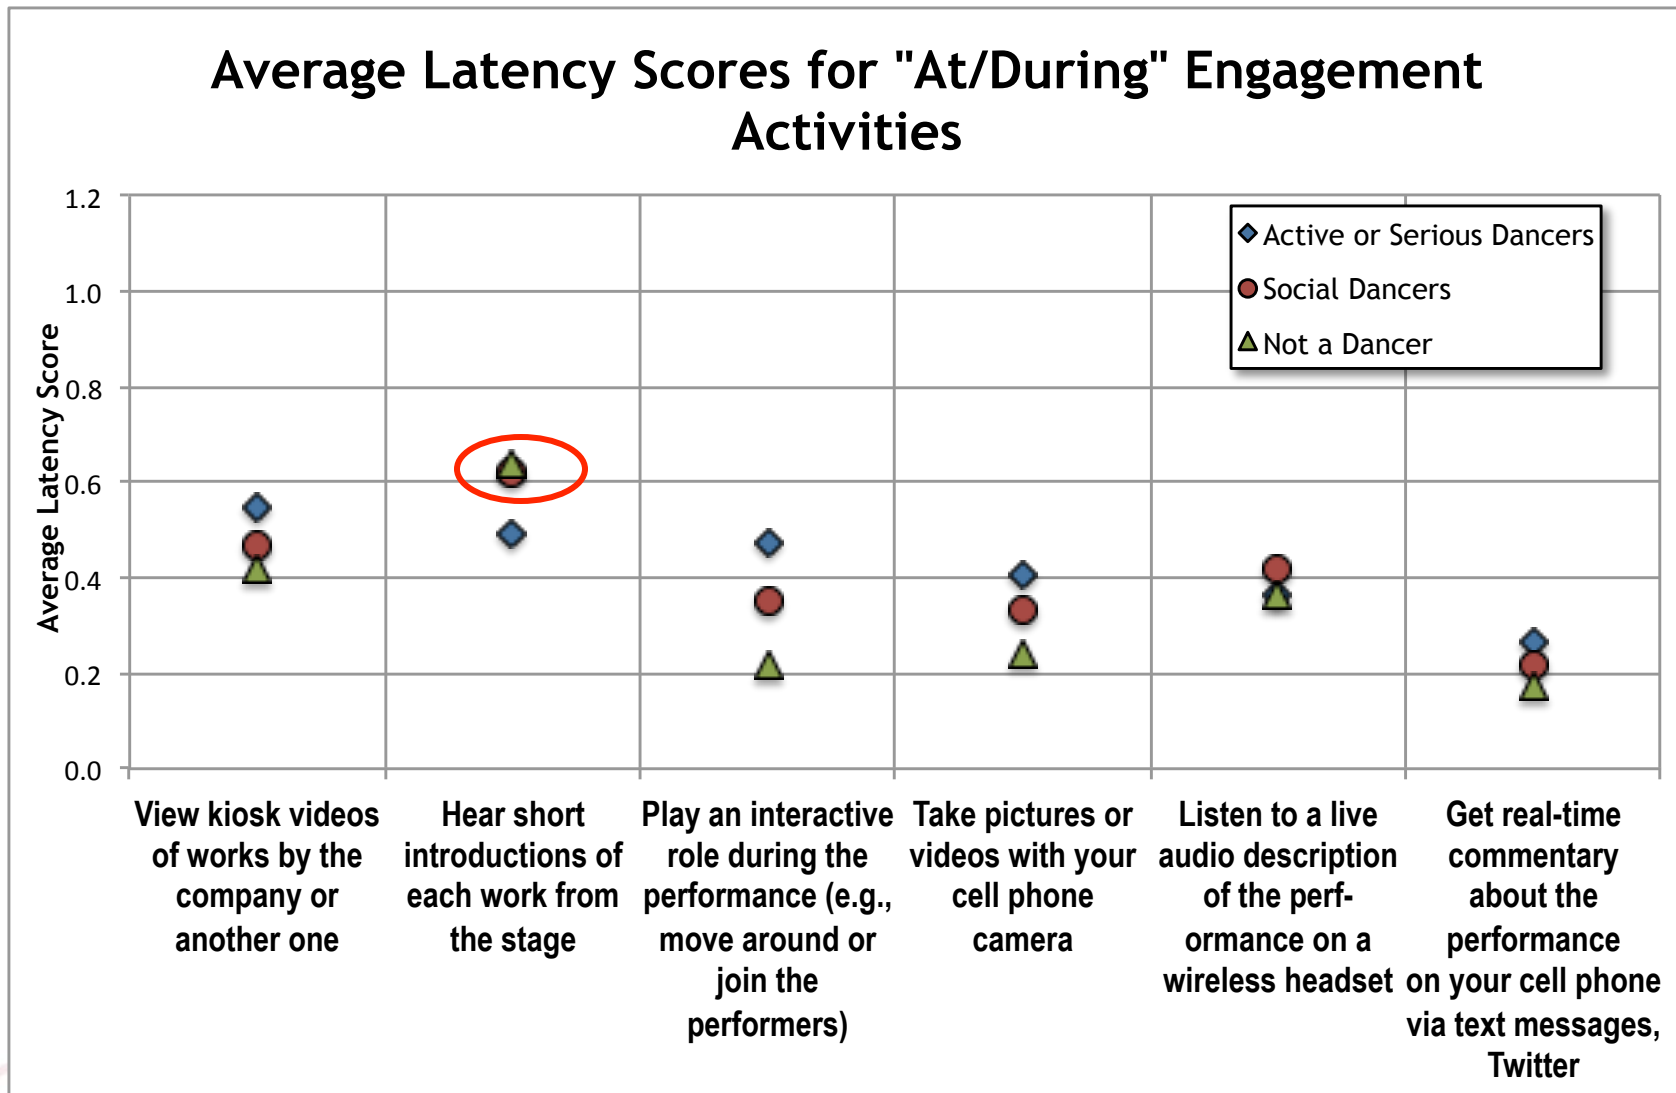 Average Latency Scores for "At/During" Engagement
Activities
Average Latency Score
1.2
1.0
0.8
0.6
0.4
0.2
0.0
Active or Serious Dancers
Social Dancers
Not a Dancer
View kiosk videos
of works by the
company or
another one
Hear short
introductions of
each work from
the stage
Play an interactive
role during the
performance (e.g.,
move around or
join the
performers)
Take pictures or
videos with your
cell phone
camera
Listen to a live
audio description
of the perf-
ormance on a
wireless headset
Get real-time
commentary
about the
performance
on your cell phone
via text messages,
Twitter